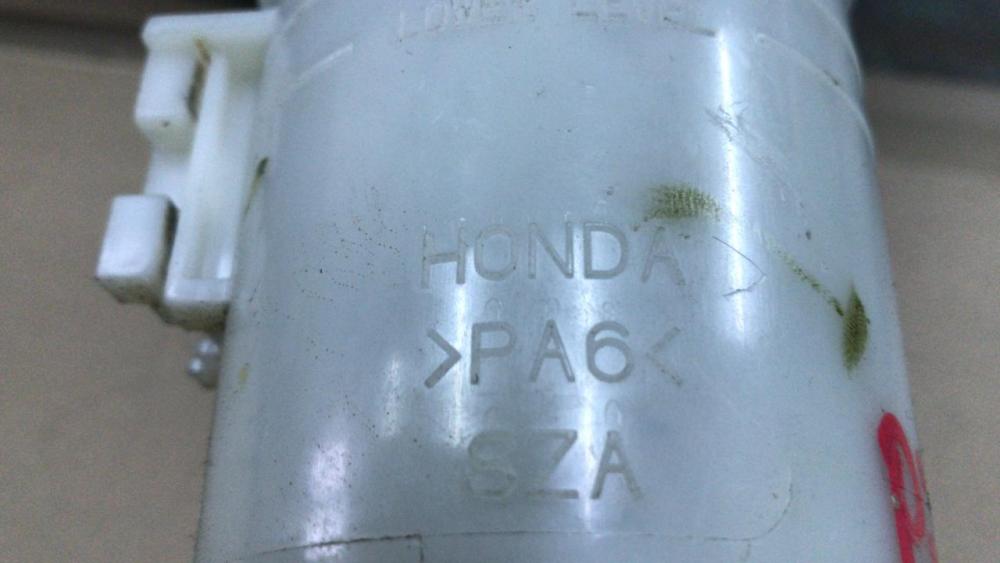 LOWER LEVEL
HONDA
>PA6<
SZA
P